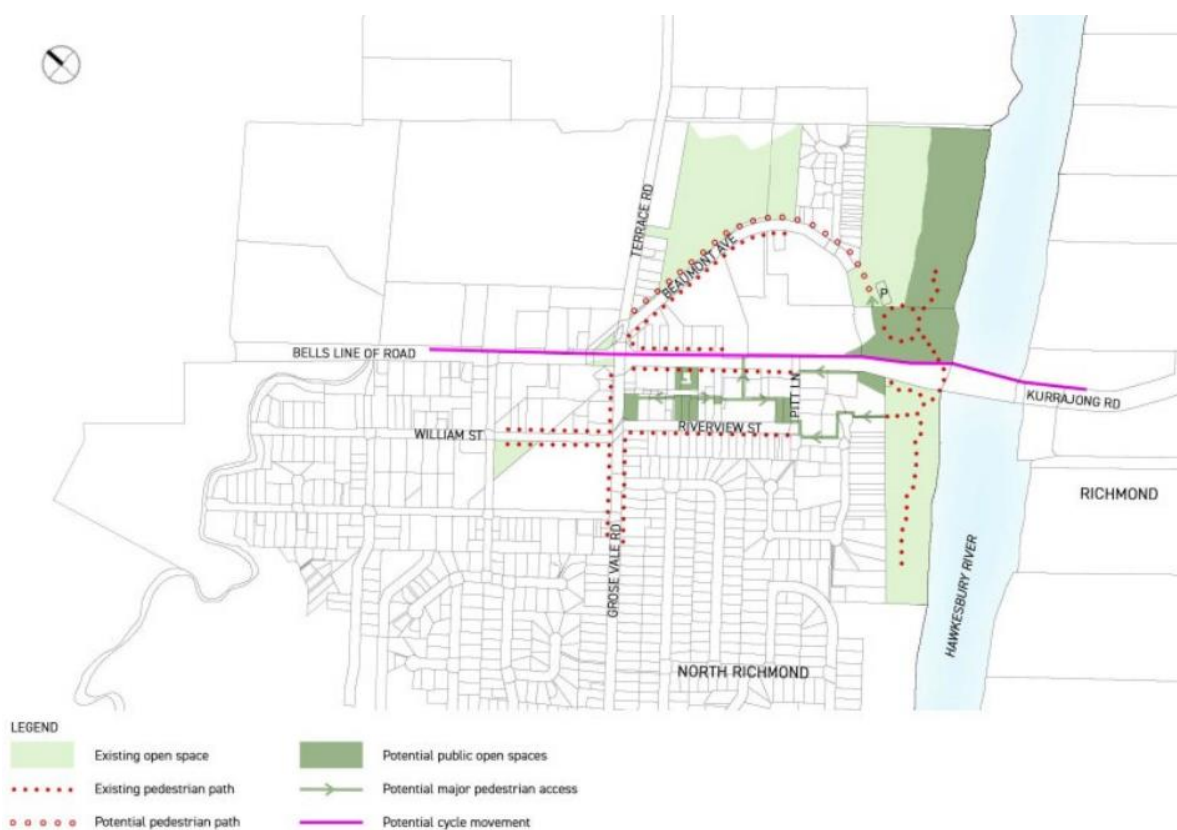 TERRACE RD
BEAUMONT AVE
P
BELLS LINE OF ROAD
PITT LN
KURRAJONG RD
WILLIAM ST
RIVERVIEW ST
RICHMOND
GROSE VALE RD
HAWKESBURY RIVER
NORTH RICHMOND
LEGEND
Existing open space
Potential public open spaces
Existing pedestrian path
Potential major pedestrian access
Potential pedestrian path
Potential cycle movement